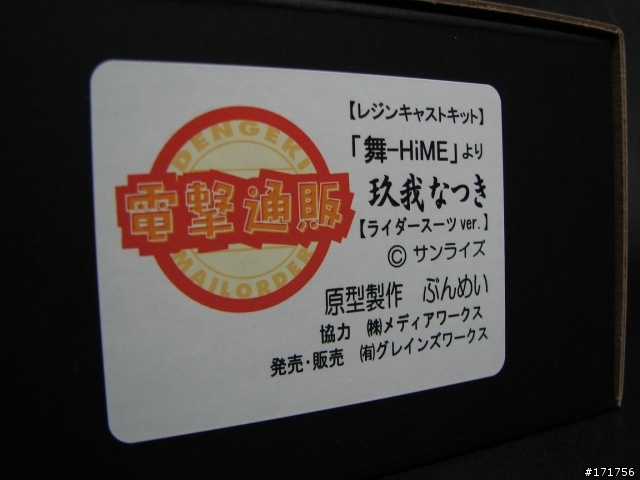 DENGEKI
電撃通販
MAILORDER
【レジンキャストキット】
「舞-HiME」より
玖我なつき
【ライダースーツver.】
© サンライズ
原型製作 ぶんめい
協力 ㈱メディアワークス
発売・販売 ㈲グレインズワークス
#171756